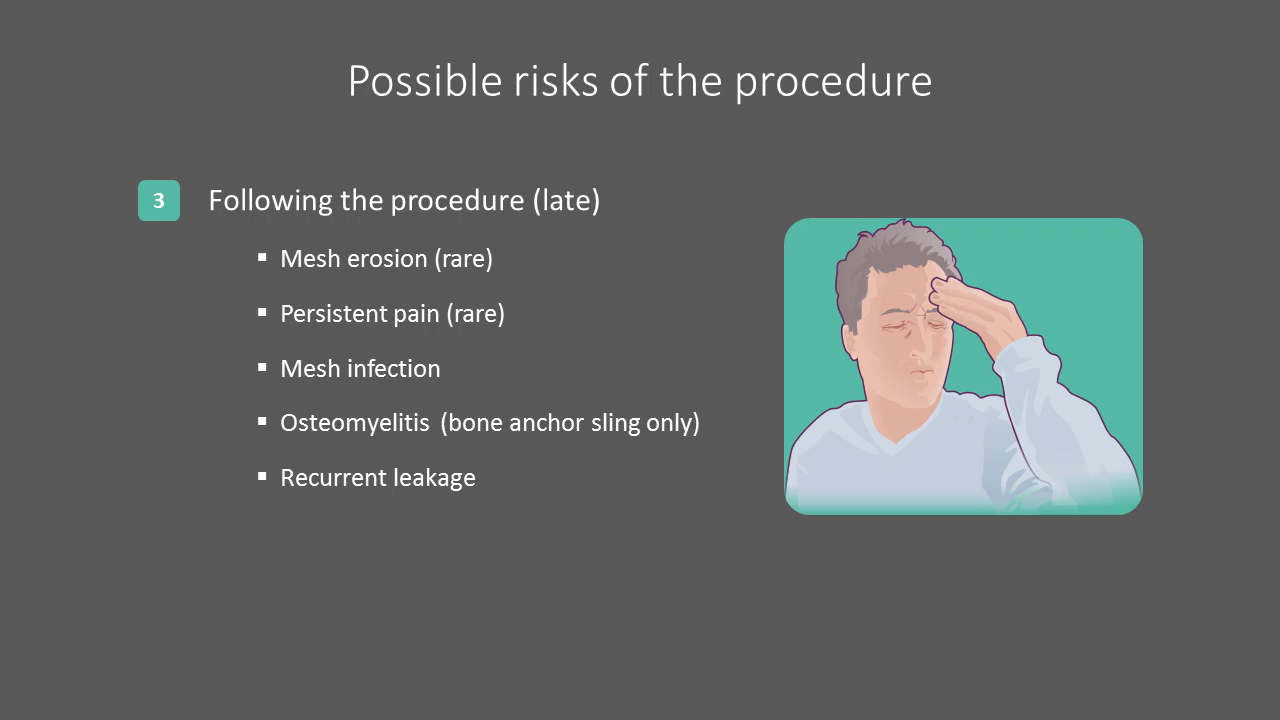 Possible risks of the procedure
3 Following the procedure (late)
▪ Mesh erosion (rare)
▪ Persistent pain (rare)
▪ Mesh infection
▪ Osteomyelitis (bone anchor sling only)
▪ Recurrent leakage